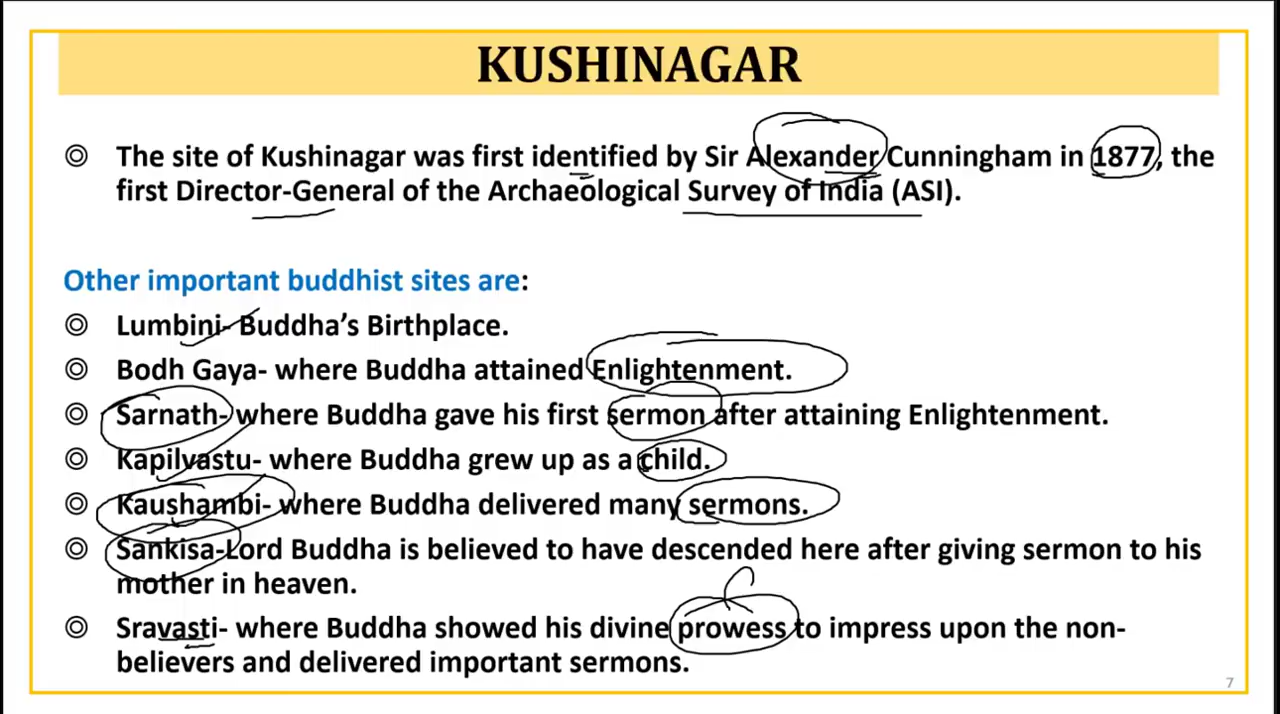 KUSHINAGAR
◎ The site of Kushinagar was first identified by Sir Alexander Cunningham in 1877, the
first Director-General of the Archaeological Survey of India (ASI).
Other important buddhist sites are:
◎ Lumbini- Buddha’s Birthplace.
◎ Bodh Gaya- where Buddha attained Enlightenment.
◎ Sarnath- where Buddha gave his first sermon after attaining Enlightenment.
◎ Kapilvastu- where Buddha grew up as a child.
◎ Kaushambi- where Buddha delivered many sermons.
◎ Sankisa-Lord Buddha is believed to have descended here after giving sermon to his
mother in heaven.
◎ Sravasti- where Buddha showed his divine prowess to impress upon the non-
believers and delivered important sermons.
7